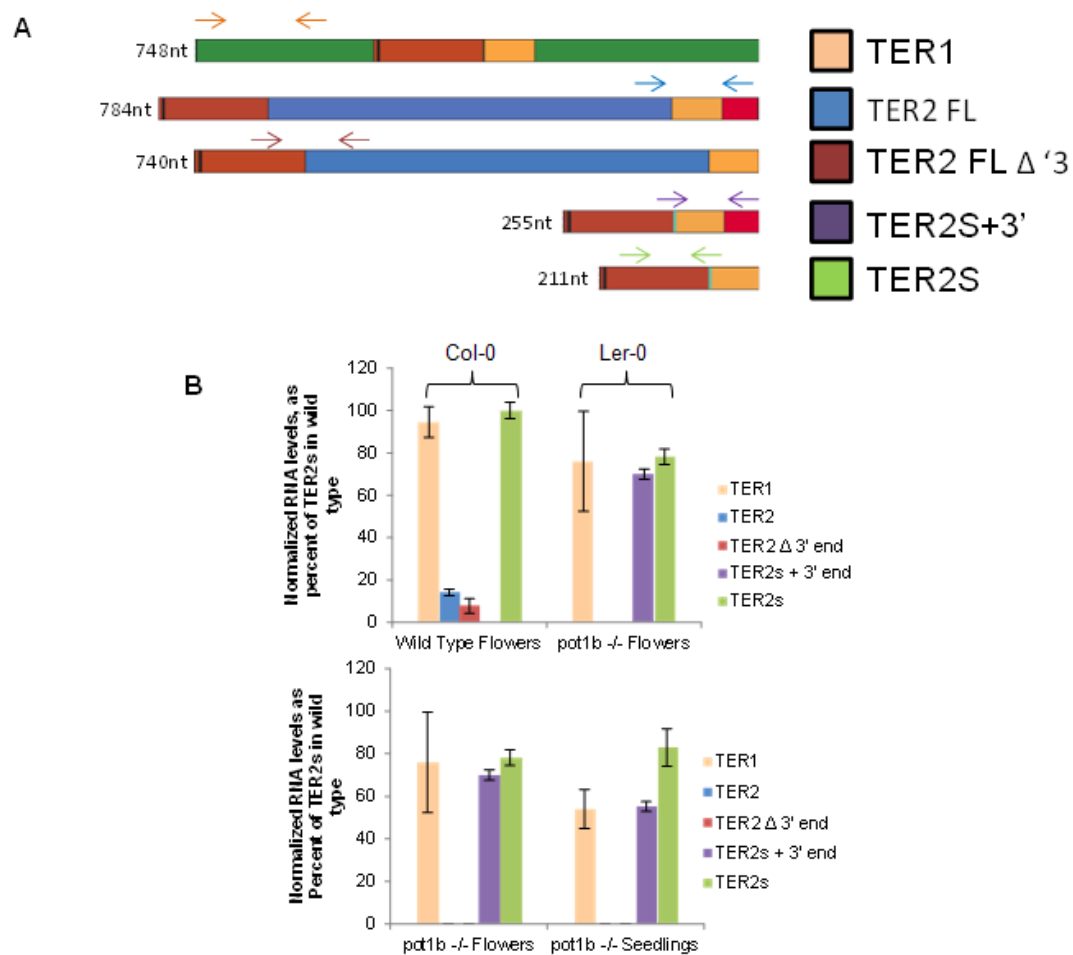 A
748nt
784nt
740nt
255nt
211nt
TER1
TER2 FL
TER2 FL Δ ‘3
TER2S+3'
TER2S
B
Col-0
Ler-0
Normalized RNA levels, as
percent of TER2s in wild
type
120
100
80
60
40
20
0
Wild Type Flowers
pot1b -/- Flowers
TER1
TER2
TER2 Δ 3' end
TER2s + 3' end
TER2s
Normalized RNA levels as
Percent of TER2s in wild
type
120
100
80
60
40
20
0
pot1b -/- Flowers
pot1b -/- Seedlings
TER1
TER2
TER2 Δ 3' end
TER2s + 3' end
TER2s